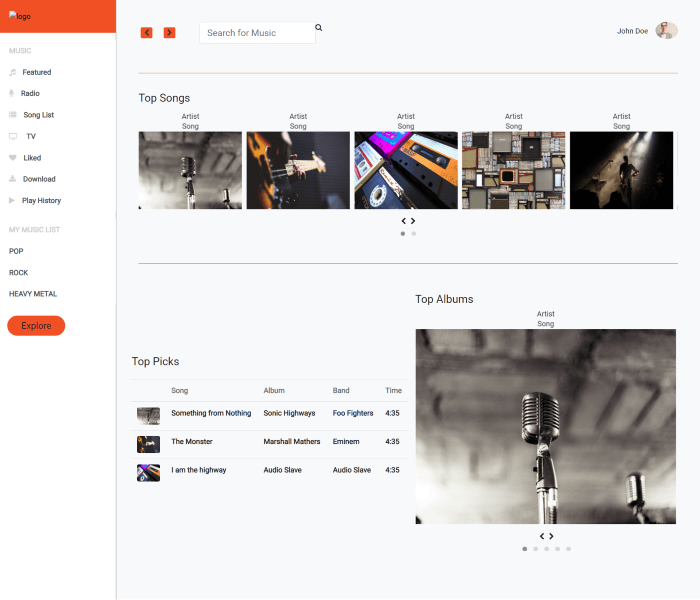 logo
MUSIC
Featured
Radio
Song List
TV
Liked
Download
Play History
MY MUSIC LIST
POP
ROCK
HEAVY METAL
Explore
Search for Music
John Doe
Top Songs
Artist Artist Artist Artist Artist
Song Song Song Song Song
Top Albums
Artist
Song
Top Picks
Song Album Band Time
Something from Nothing Sonic Highways Foo Fighters 4:35
The Monster Marshall Mathers Eminem 4:35
I am the highway Audio Slave Audio Slave 4:35